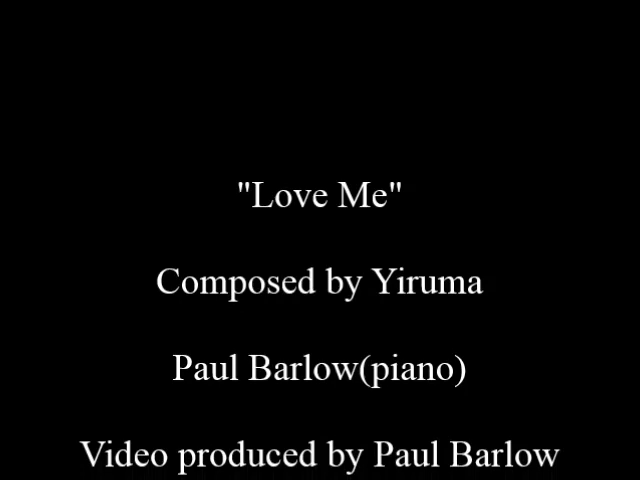 "Love Me"
Composed by Yiruma
Paul Barlow(piano)
Video produced by Paul Barlow